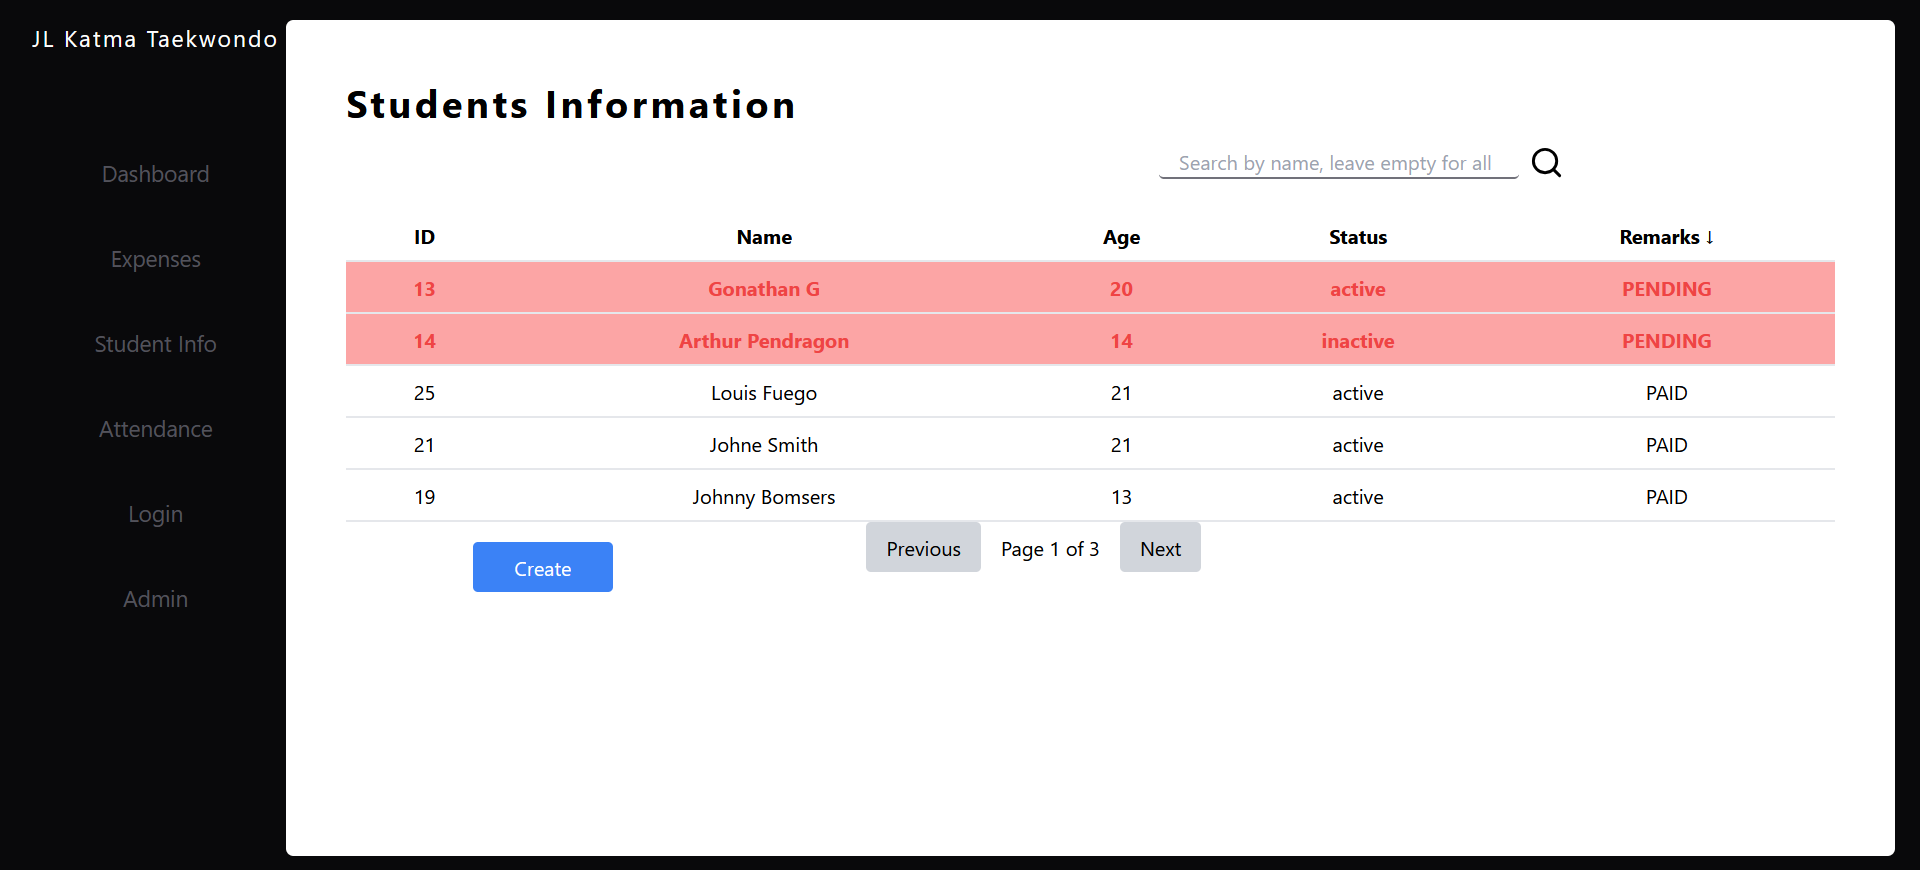 JL Katma Taekwondo
Dashboard
Expenses
Student Info
Attendance
Login
Admin
Students Information
Search by name, leave empty for all
ID Name Age Status Remarks ↓
13 Gonathan G 20 active PENDING
14 Arthur Pendragon 14 inactive PENDING
25 Louis Fuego 21 active PAID
21 Johne Smith 21 active PAID
19 Johnny Bomsers 13 active PAID
Create
Previous Page 1 of 3 Next